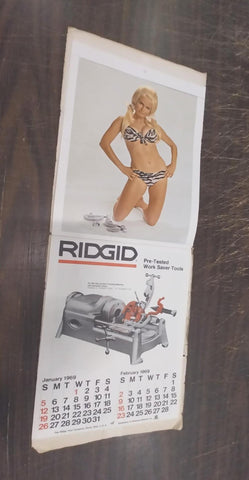 RIDGID
Pre-Tested
Work Saver Tools
January 1969
S M T W T F S
1 2 3 4
5 6 7 8 9 10 11
12 13 14 15 16 17 18
19 20 21 22 23 24 25
26 27 28 29 30 31
February 1969
S M T W T F S
1
2 3 4 5 6 7 8
9 10 11 12 13 14 15
16 17 18 19 20 21 22
23 24 25 26 27 28